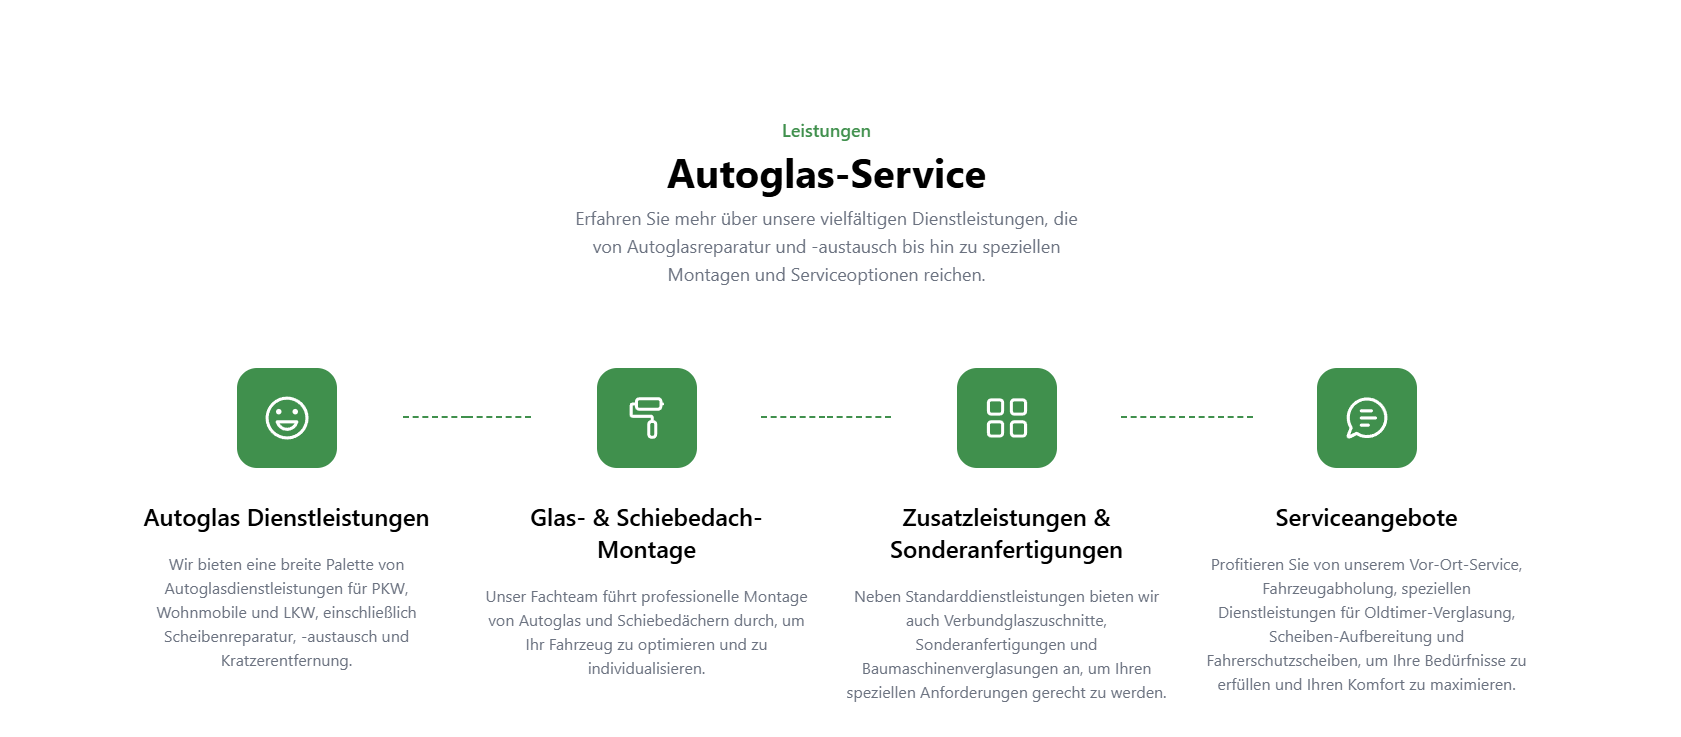 Leistungen
Autoglas-Service
Erfahren Sie mehr über unsere vielfältigen Dienstleistungen, die
von Autoglasreparatur und -austausch bis hin zu speziellen
Montagen und Serviceoptionen reichen.
Autoglas Dienstleistungen
Wir bieten eine breite Palette von
Autoglasdienstleistungen für PKW,
Wohnmobile und LKW, einschließlich
Scheibenreparatur, -austausch und
Kratzerentfernung.
Glas- & Schiebedach-
Montage
Unser Fachteam führt professionelle Montage
von Autoglas und Schiebedächern durch, um
Ihr Fahrzeug zu optimieren und zu
individualisieren.
Zusatzleistungen &
Sonderanfertigungen
Neben Standarddienstleistungen bieten wir
auch Verbundglaszuschnitte,
Sonderanfertigungen und
Baumaschinenverglasungen an, um Ihren
speziellen Anforderungen gerecht zu werden.
Serviceangebote
Profitieren Sie von unserem Vor-Ort-Service,
Fahrzeugabholung, speziellen
Dienstleistungen für Oldtimer-Verglasung,
Scheiben-Aufbereitung und
Fahrerschutzscheiben, um Ihre Bedürfnisse zu
erfüllen und Ihren Komfort zu maximieren.